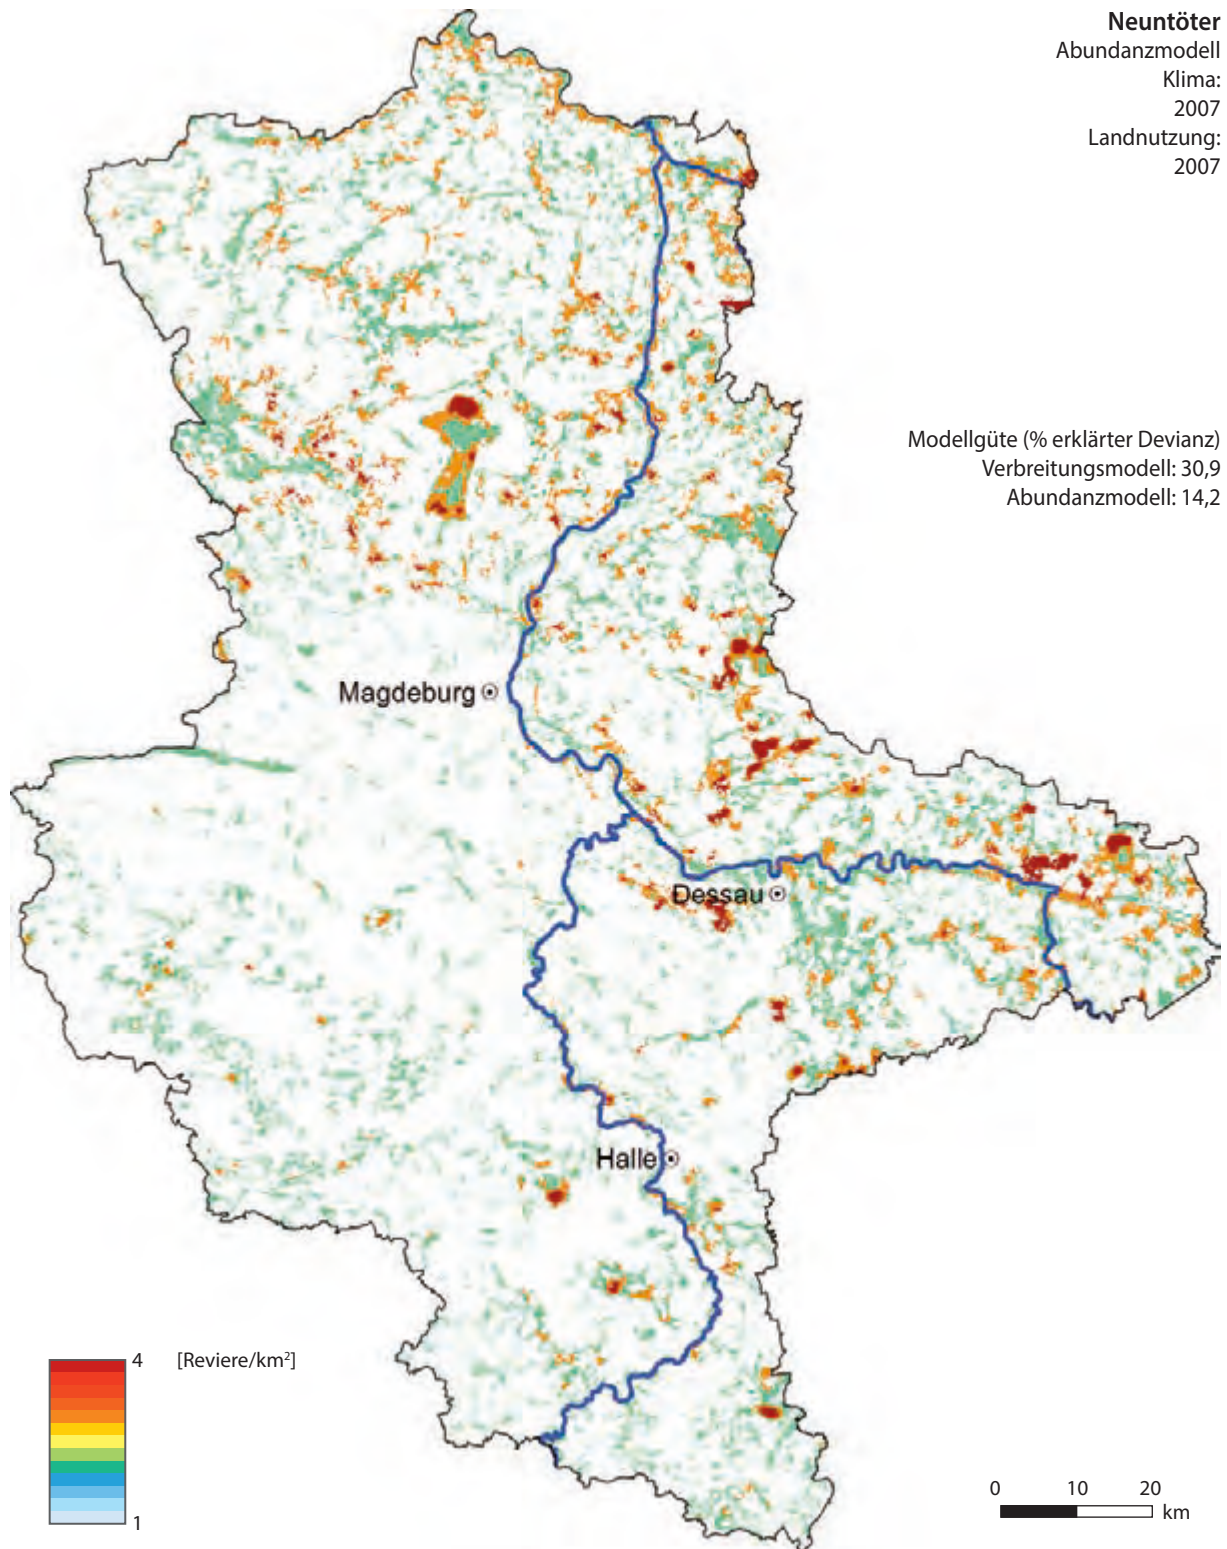 Neuntöter
Abundanzmodell
Klima:
2007
Landnutzung:
2007
Modellgüte (% erklärter Devianz)
Verbreitungsmodell: 30,9
Abundanzmodell: 14,2
Magdeburg
Dessau
Halle
4 [Reviere/km²]
1
0 10 20
km